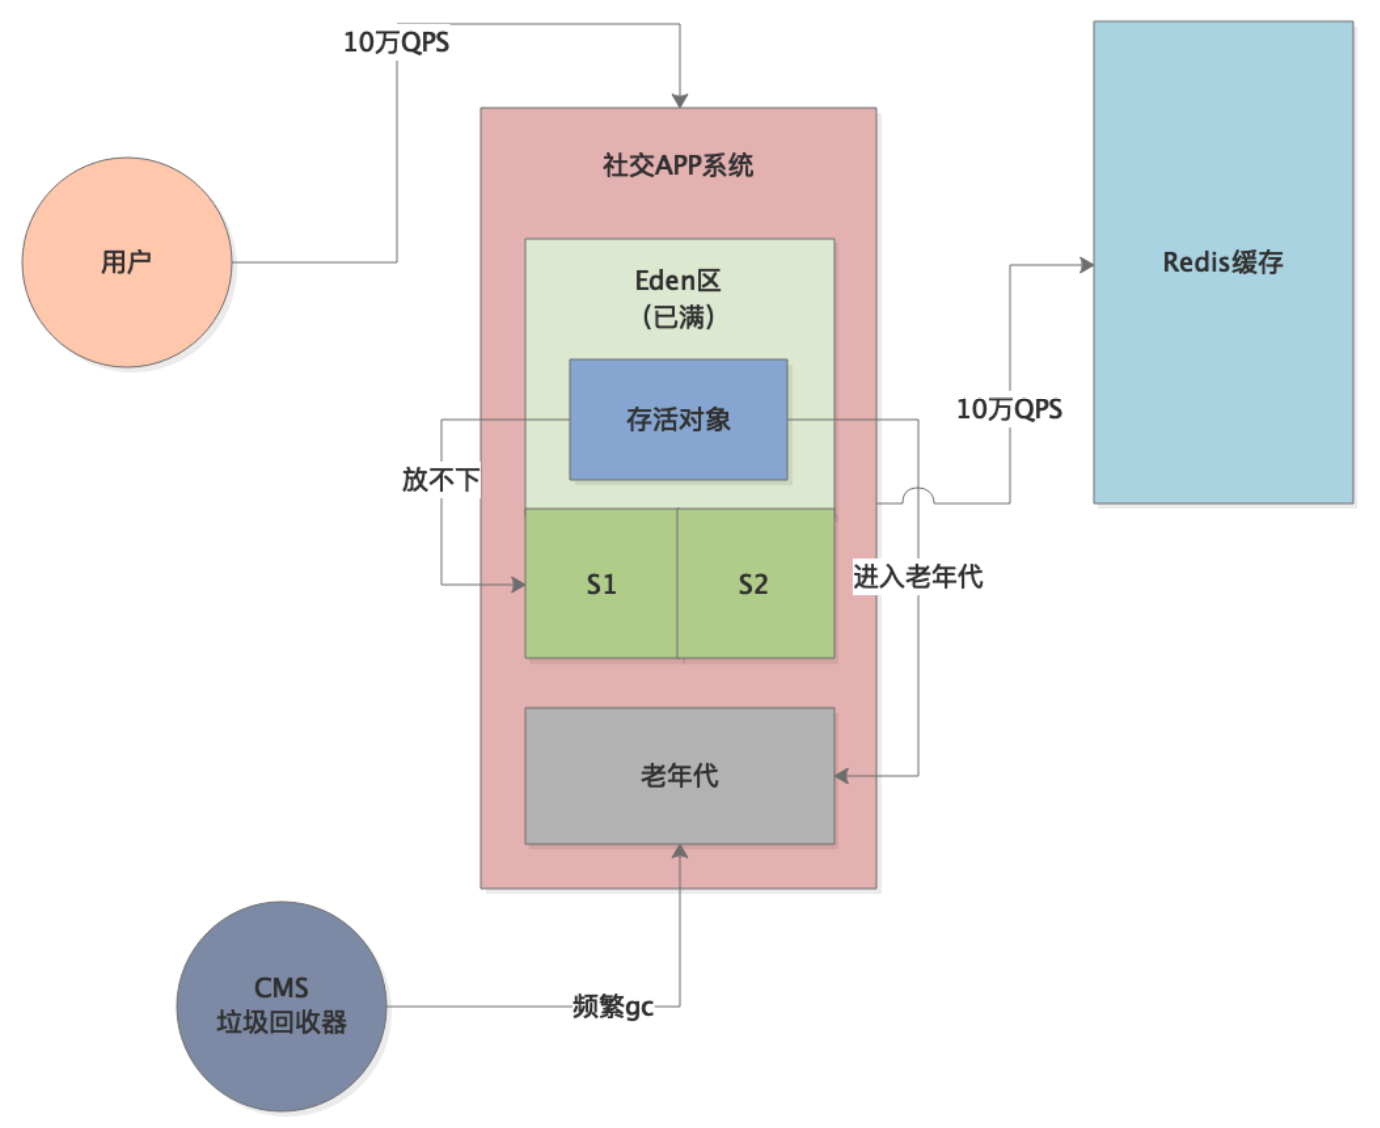 10万QPS
社交APP系统
用户
Eden区
（已满）
Redis缓存
存活对象
10万QPS
放不下
S1
S2
进入老年代
老年代
CMS
垃圾回收器
频繁gc